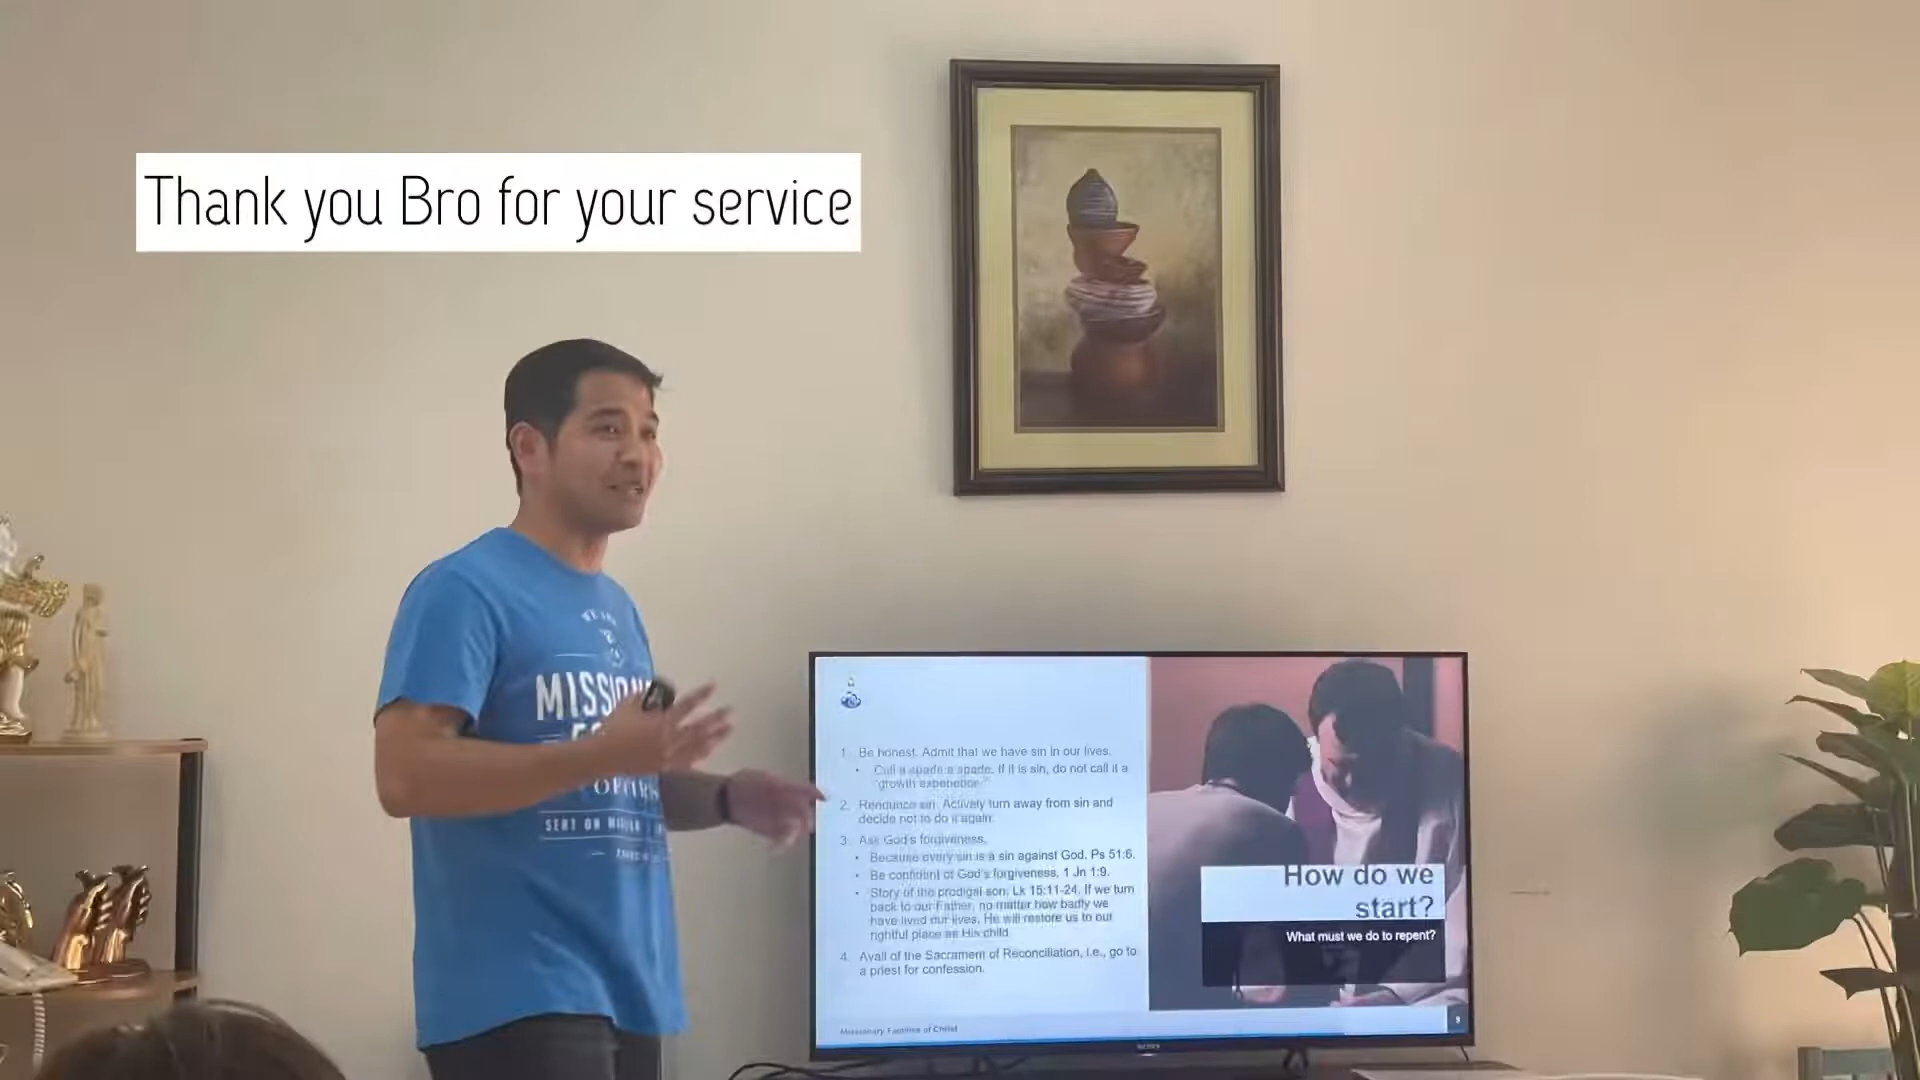 Thank you Bro for your service
WE ARE
MISSION
SENT ON
1. Be honest. Admit that we have sin in our lives.
• Call a spade a spade. If it is sin, do not call it a
"growth experience."
2. Renounce sin. Actively turn away from sin and
decide not to do it again.
3. Ask God's forgiveness.
• Because every sin is a sin against God. Ps 51:6.
• Be confident of God's forgiveness. 1 Jn 1:9.
• Story of the prodigal son. Lk 15:11-24. If we turn
back to our Father, no matter how badly we
have lived our lives, He will restore us to our
rightful place as His child.
4. Avail of the Sacrament of Reconciliation, i.e., go to
a priest for confession.
How do we
start?
What must we do to repent?
Missionary Families of Christ
9
SONY